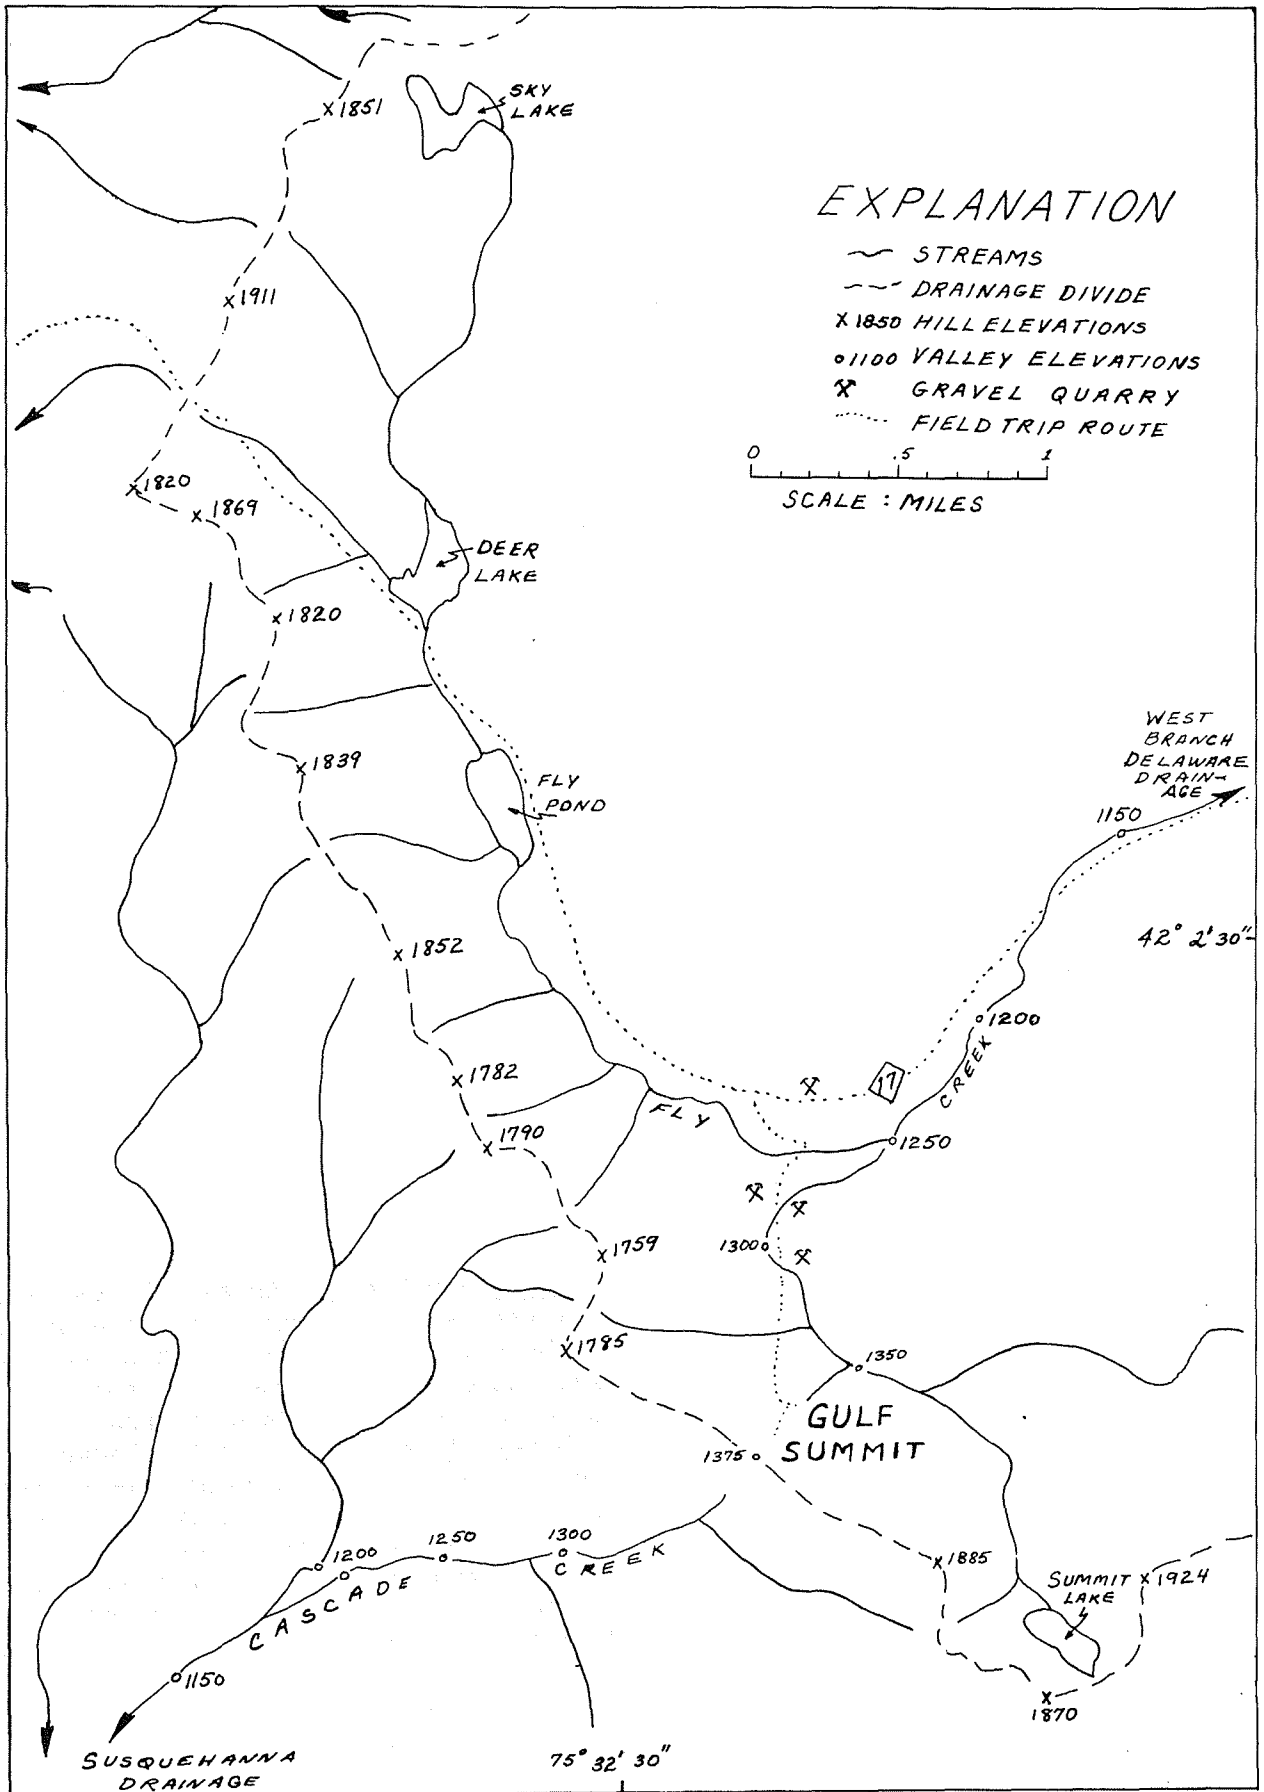 SKY
LAKE
x1851
EXPLANATION
STREAMS
DRAINAGE DIVIDE
x1850 HILL ELEVATIONS
o1100 VALLEY ELEVATIONS
GRAVEL QUARRY
FIELD TRIP ROUTE
0 .5 1
SCALE : MILES
x1911
x1820
x1869
DEER
LAKE
x1820
x1839
FLY
POND
WEST
BRANCH
DELAWARE
DRAIN-
AGE
1150
42° 2' 30"
x1852
1200
CREEK
17
x1782
FLY
1250
x1790
1300
x1759
x1785
1350
GULF
SUMMIT
1375
1200
1250
1300
CREEK
CASCADE
x1885
SUMMIT
LAKE
x1924
1150
x
1870
SUSQUEHANNA
DRAINAGE
75° 32' 30"